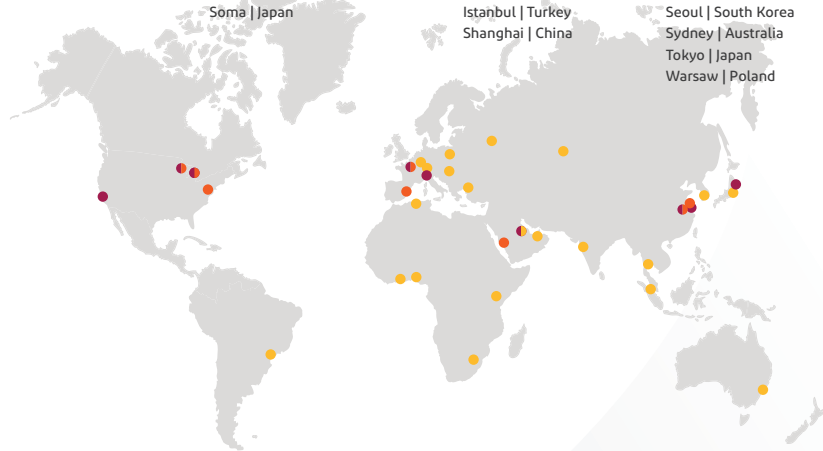 Soma | Japan
Istanbul | Turkey
Shanghai | China
Seoul | South Korea
Sydney | Australia
Tokyo | Japan
Warsaw | Poland